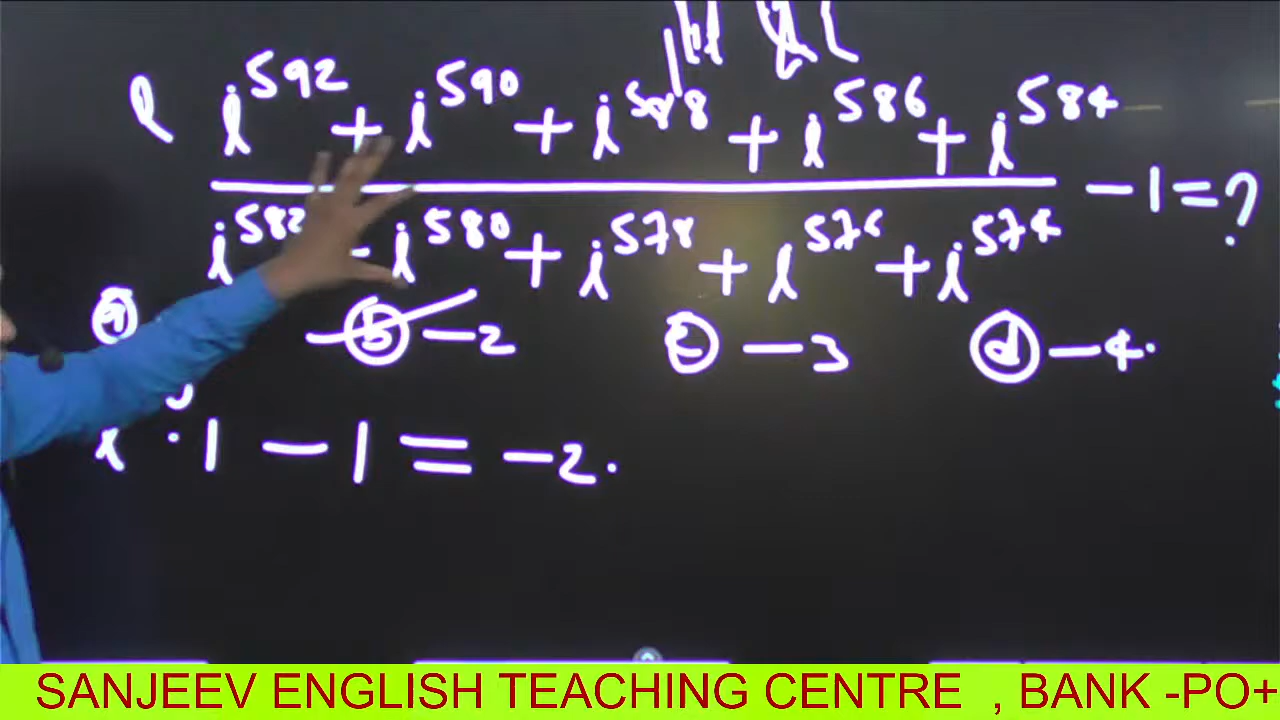 i^592 + i^590 + i^588 + i^586 + i^584
i^582 - i^580 + i^578 + i^576 + i^574
- 1 = ?
(a) (b) -2 (c) -3 (d) -4.
1 - 1 = -2.
SANJEEV ENGLISH TEACHING CENTRE , BANK -PO+